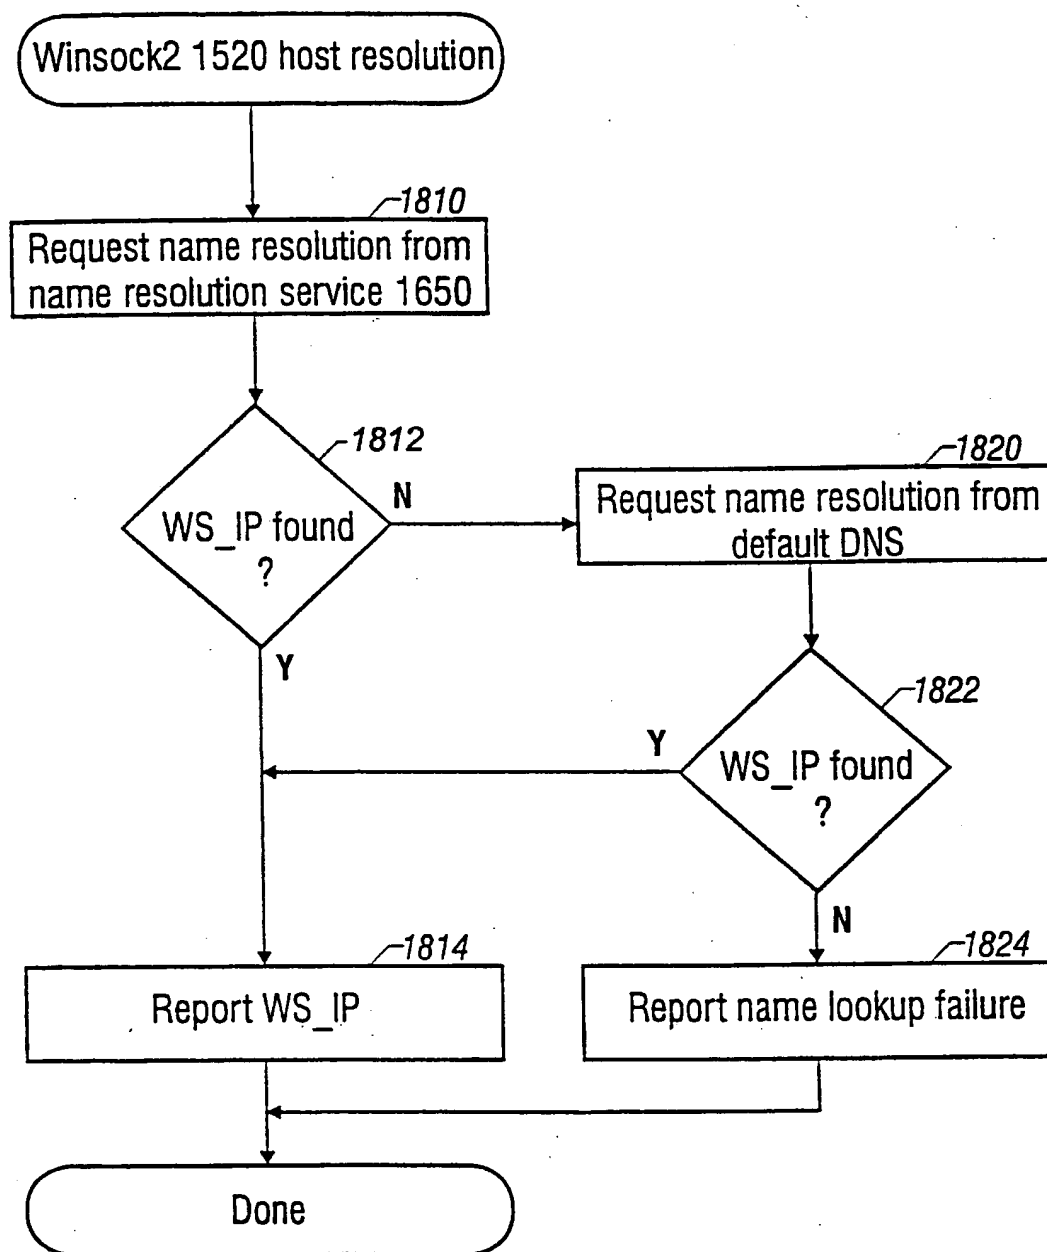 Winsock2 1520 host resolution
1810
Request name resolution from
name resolution service 1650
1812
WS_IP found
?
N
Y
1820
Request name resolution from
default DNS
1822
WS_IP found
?
Y
N
1814
Report WS_IP
1824
Report name lookup failure
Done